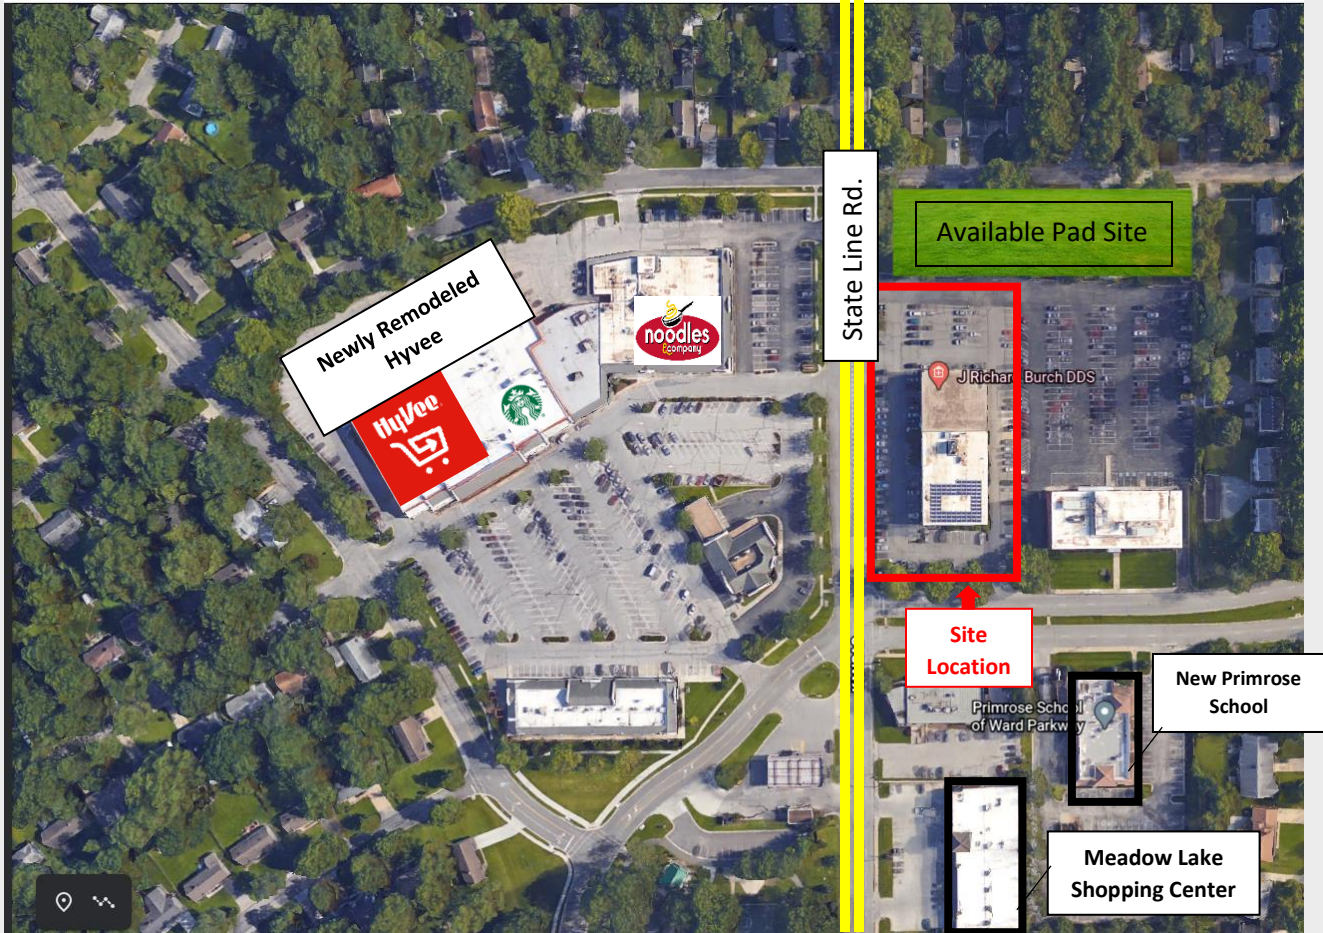 State Line Rd.
Available Pad Site
Newly Remodeled
Hyvee
noodles
& company
HyVee
J Richard Burch DDS
Site
Location
New Primrose
School
Primrose School
of Ward Parkway
Meadow Lake
Shopping Center